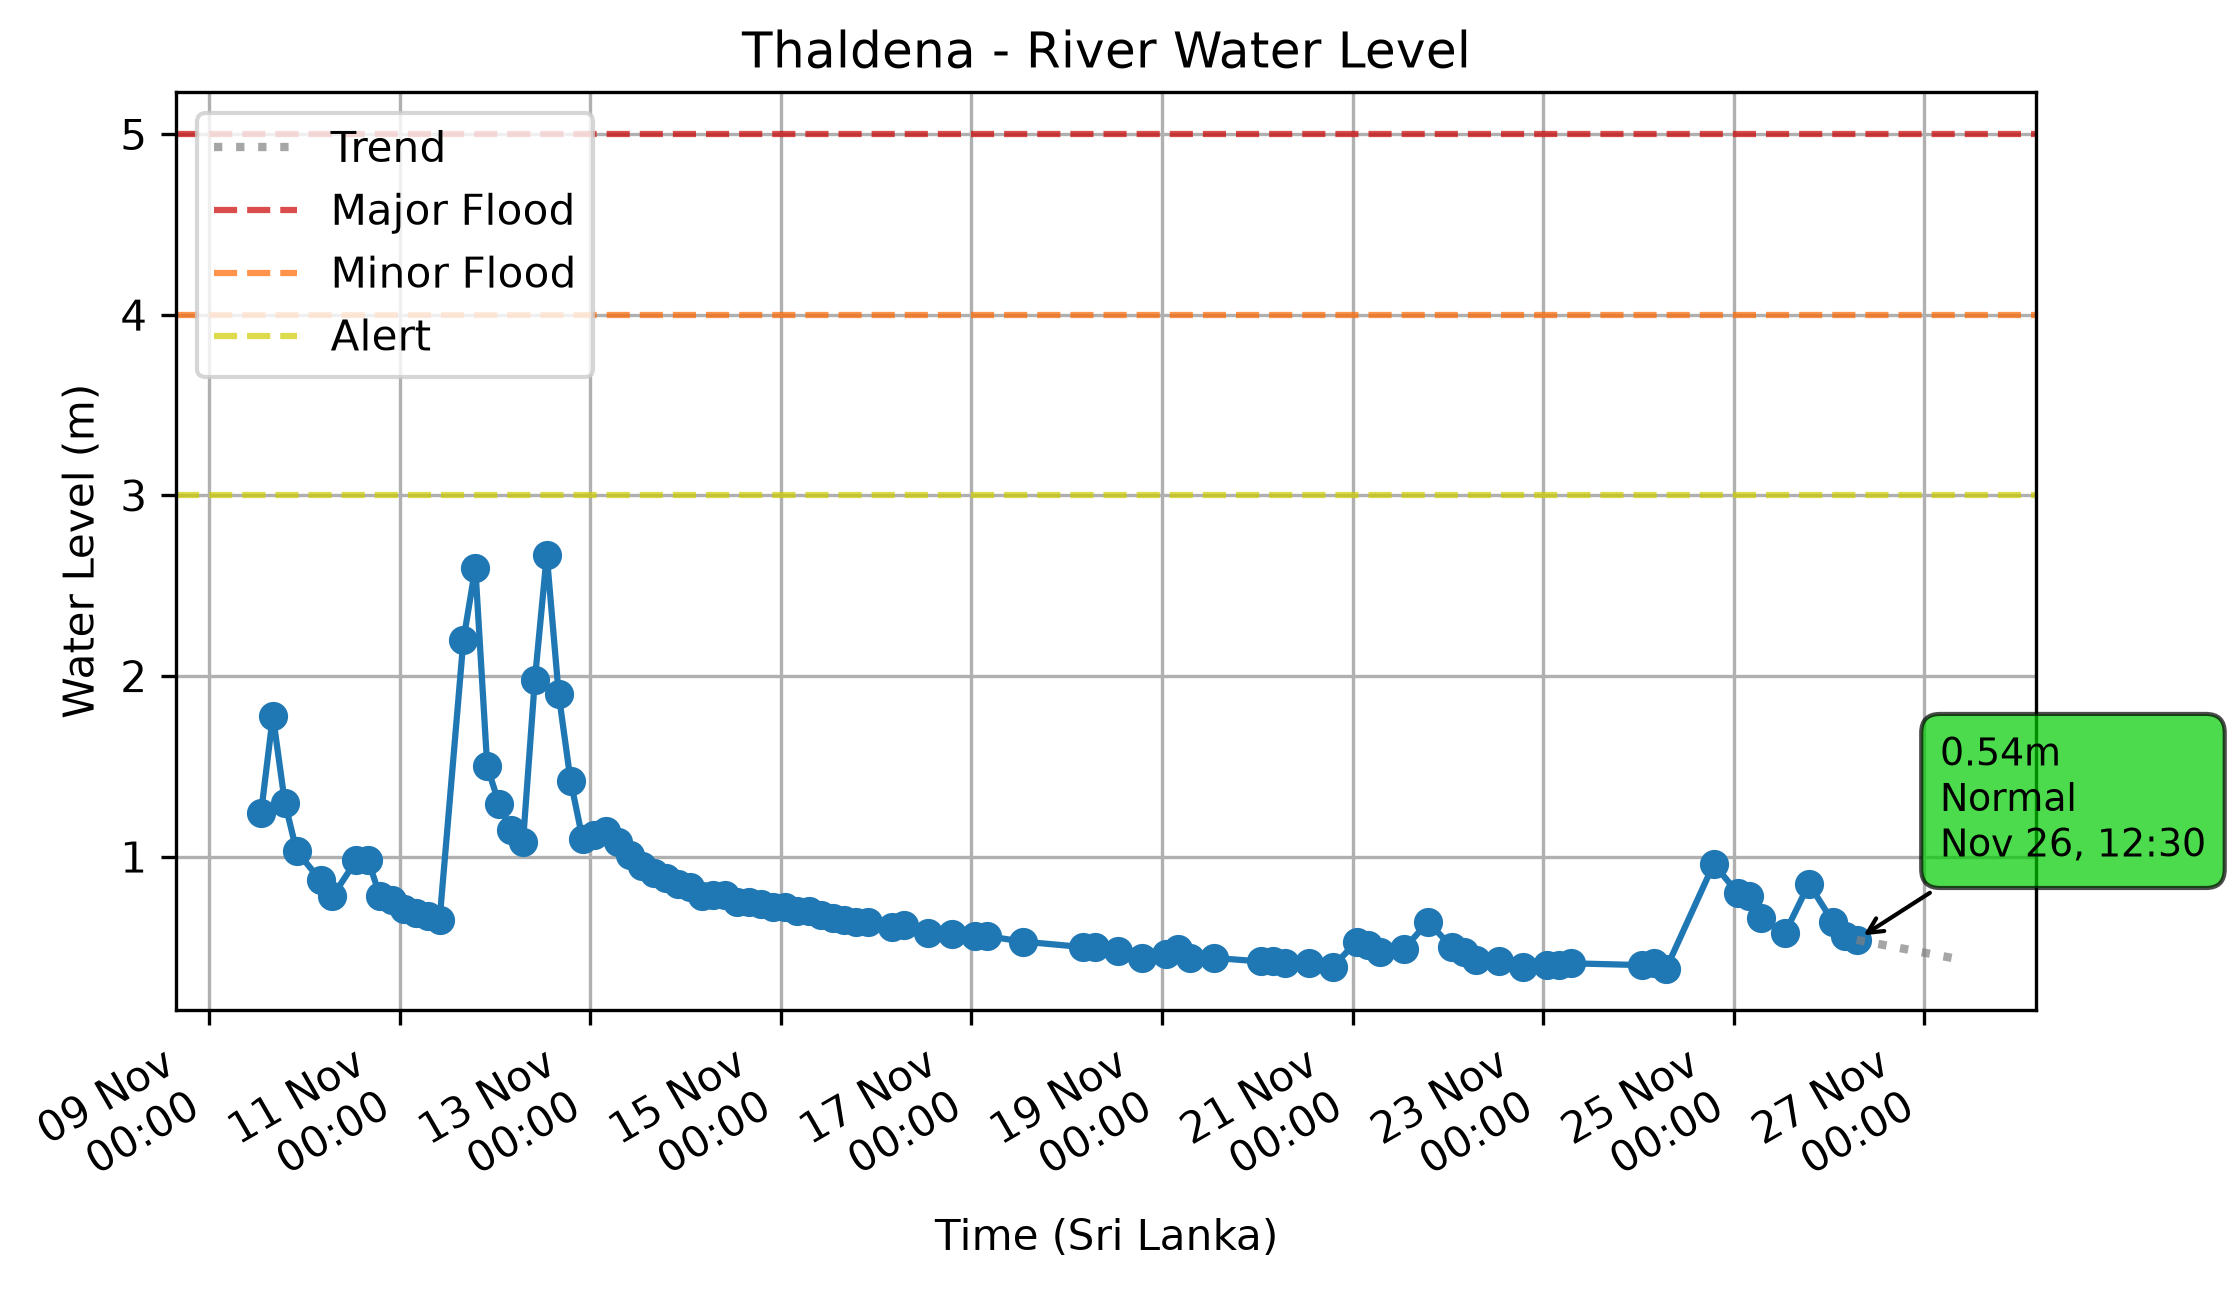 Thaldena - River Water Level
Trend
Major Flood
Minor Flood
Alert
5
4
3
2
1
Water Level (m)
0.54m
Normal
Nov 26, 12:30
09 Nov
00:00
11 Nov
00:00
13 Nov
00:00
15 Nov
00:00
17 Nov
00:00
19 Nov
00:00
21 Nov
00:00
23 Nov
00:00
25 Nov
00:00
27 Nov
00:00
Time (Sri Lanka)